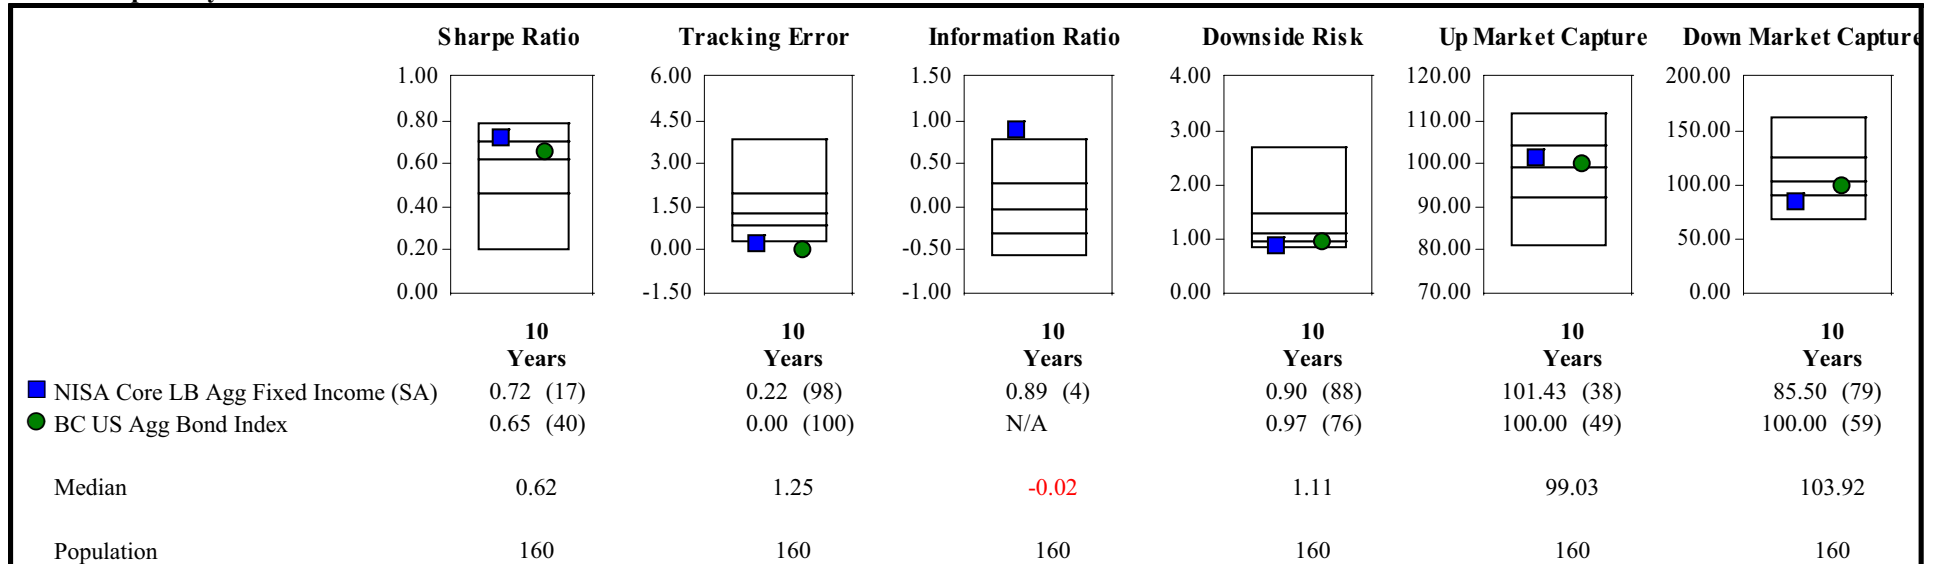 Sharpe Ratio Tracking Error Information Ratio Downside Risk Up Market Capture Down Market Capture
1.00 6.00 1.50 4.00 120.00 200.00
0.80 4.50 1.00 3.00 110.00 150.00
0.60 3.00 0.50 2.00 100.00 100.00
0.40 1.50 0.00 1.00 90.00 50.00
0.20 0.00 -0.50 80.00
0.00 -1.50 -1.00 0.00 70.00 0.00
10 10 10 10 10 10
Years Years Years Years Years Years
NISA Core LB Agg Fixed Income (SA) 0.72 (17) 0.22 (98) 0.89 (4) 0.90 (88) 101.43 (38) 85.50 (79)
BC US Agg Bond Index 0.65 (40) 0.00 (100) N/A 0.97 (76) 100.00 (49) 100.00 (59)
Median 0.62 1.25 -0.02 1.11 99.03 103.92
Population 160 160 160 160 160 160